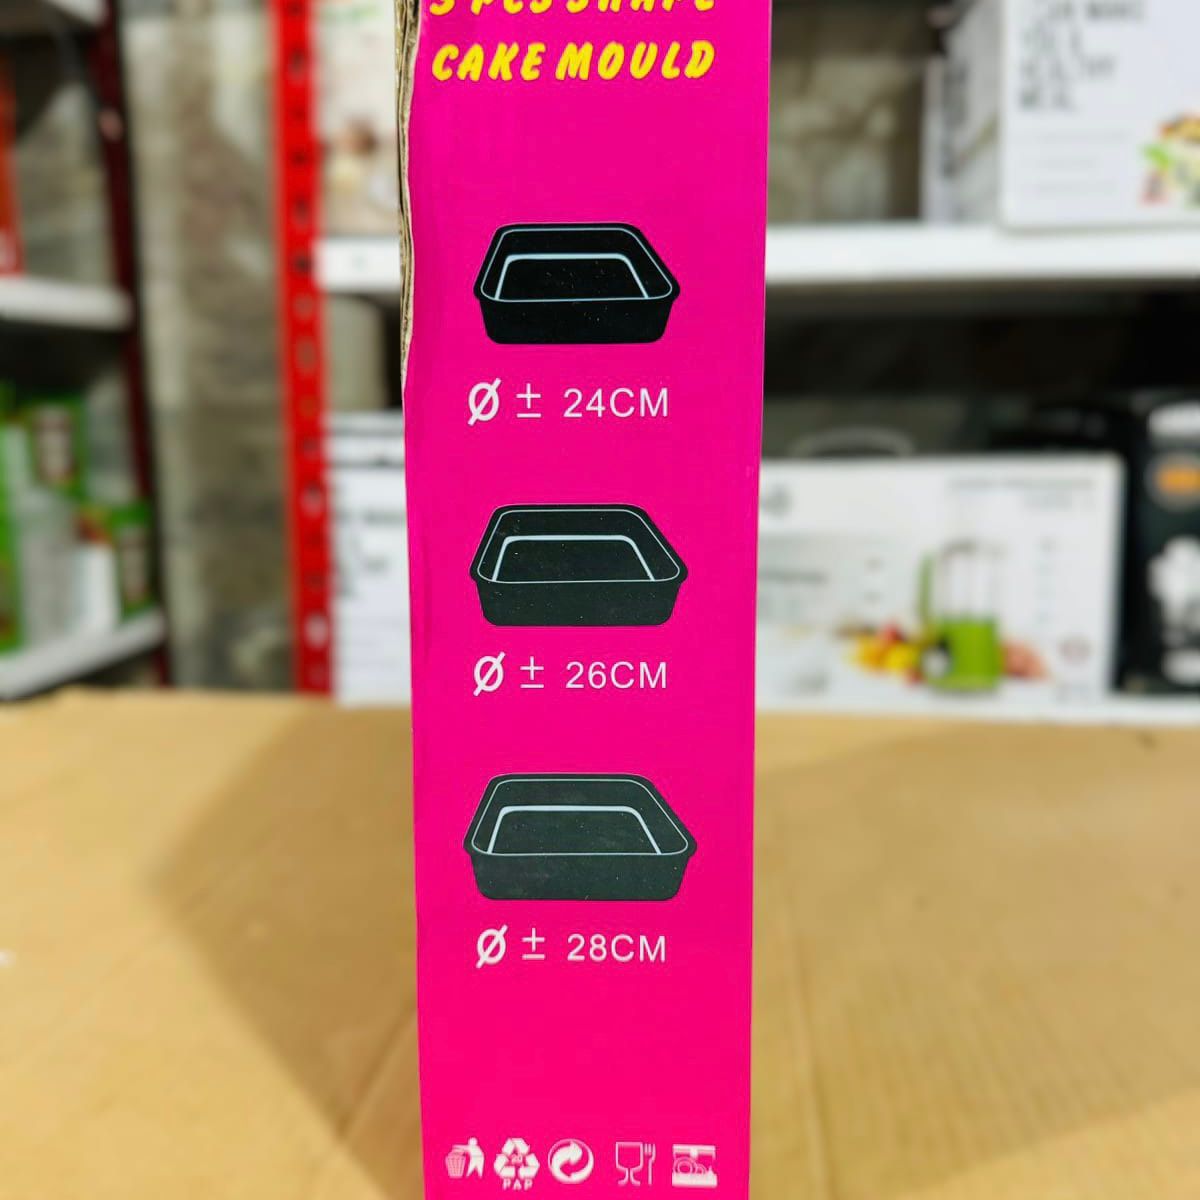 CAKE MOULD
Ø ± 24CM
Ø ± 26CM
Ø ± 28CM
PAP